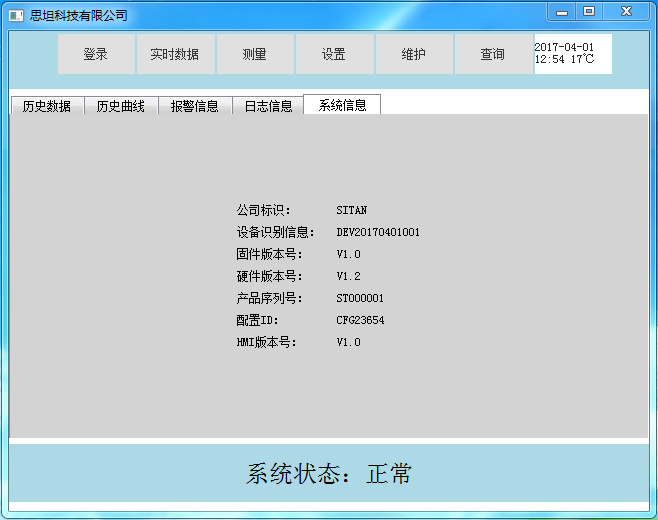 思坦科技有限公司
登录 实时数据 测量 设置 维护 查询 2017-04-01
12:54 17℃
历史数据 历史曲线 报警信息 日志信息 系统信息
公司标识： SITAN
设备识别信息： DEV20170401001
固件版本号： V1.0
硬件版本号： V1.2
产品序列号： ST000001
配置ID： CFG23654
HMI版本号： V1.0
系统状态：正常